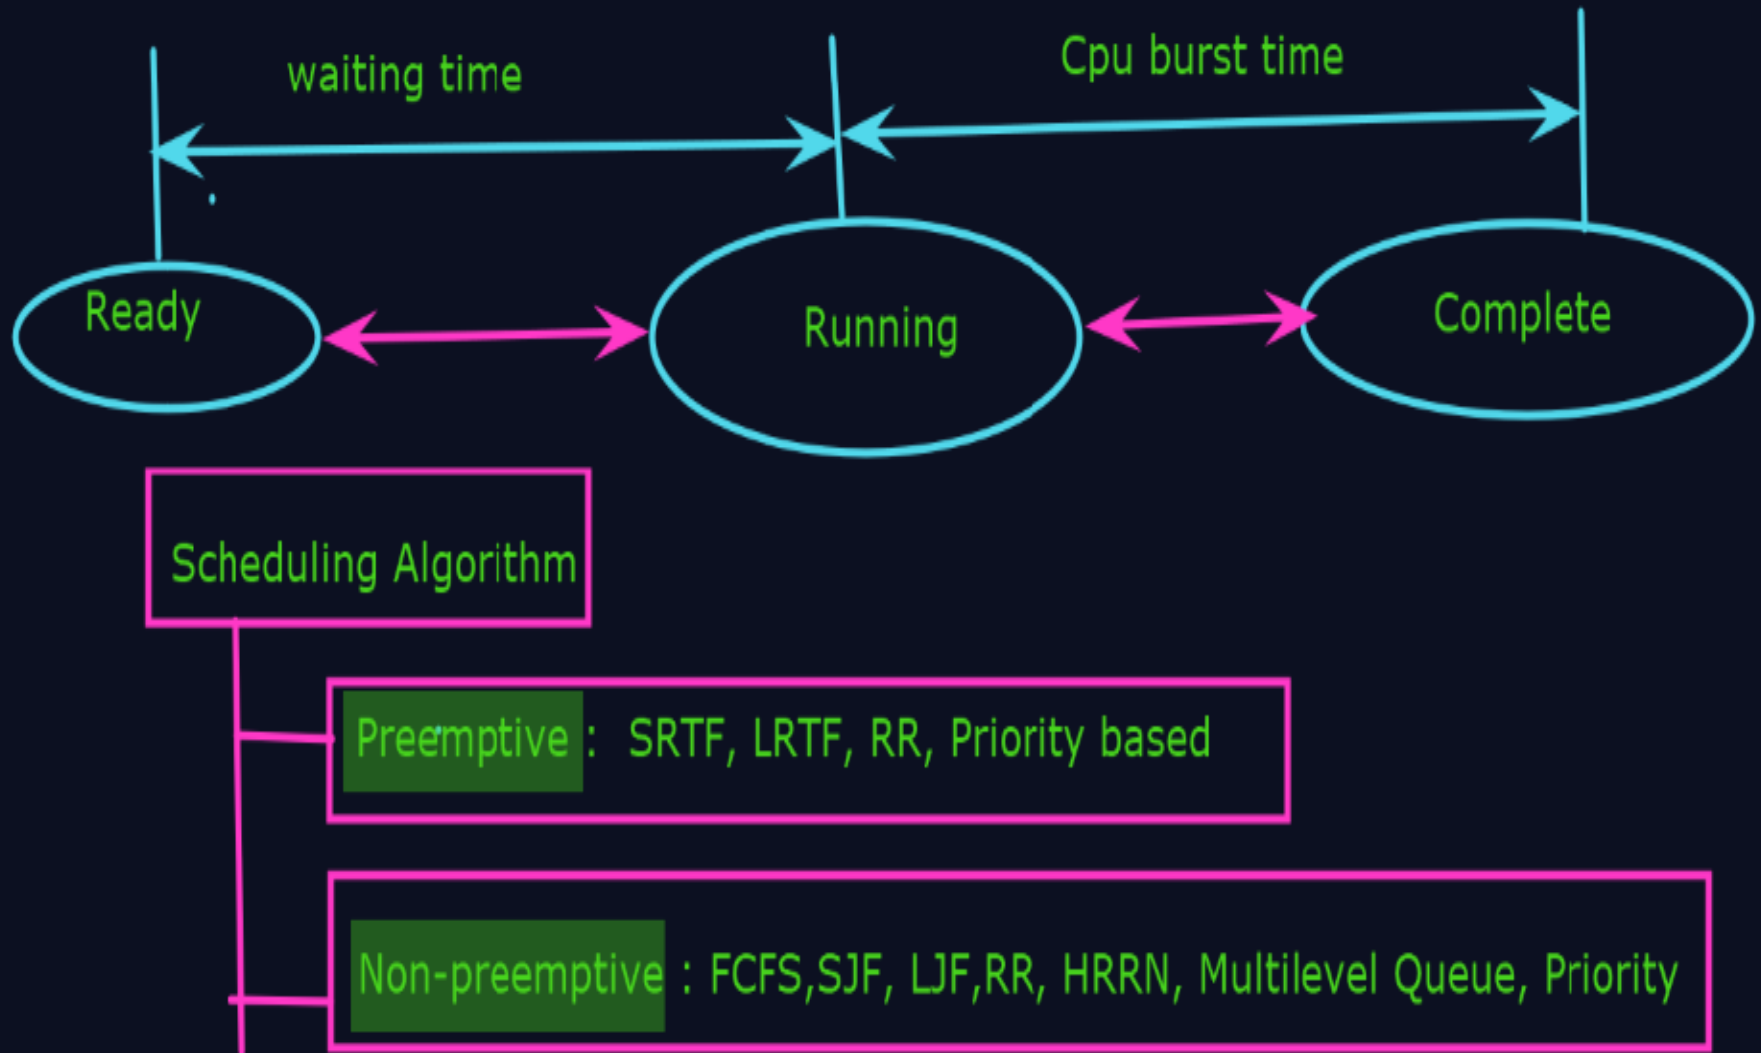 waiting time
Cpu burst time
Ready
Running
Complete
Scheduling Algorithm
Preemptive : SRTF, LRTF, RR, Priority based
Non-preemptive : FCFS,SJF, LJF,RR, HRRN, Multilevel Queue, Priority